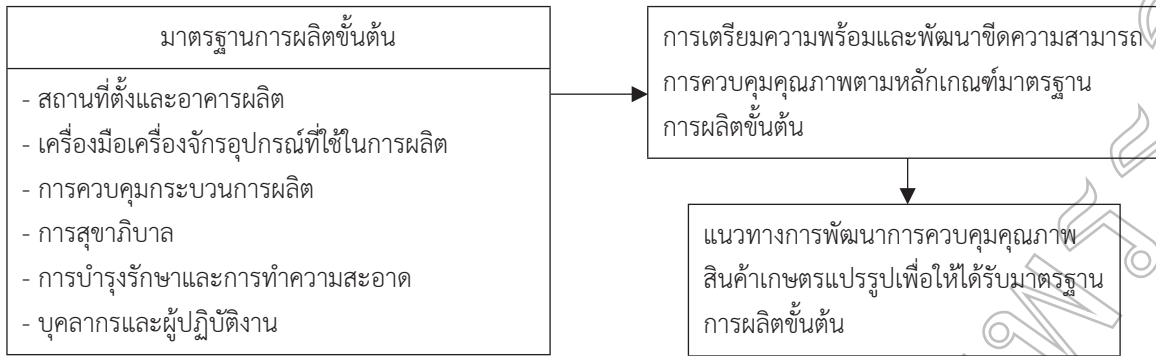 มาตรฐานการผลิตขั้นต้น
- สถานที่ตั้งและอาคารผลิต
- เครื่องมือเครื่องจักรอุปกรณ์ที่ใช้ในการผลิต
- การควบคุมกระบวนการผลิต
- การสุขาภิบาล
- การบำรุงรักษาและการทำความสะอาด
- บุคลากรและผู้ปฏิบัติงาน
การเตรียมความพร้อมและพัฒนาขีดความสามารถ
การควบคุมคุณภาพตามหลักเกณฑ์มาตรฐาน
การผลิตขั้นต้น
แนวทางการพัฒนาการควบคุมคุณภาพ
สินค้าเกษตรแปรรูปเพื่อให้ได้รับมาตรฐาน
การผลิตขั้นต้น